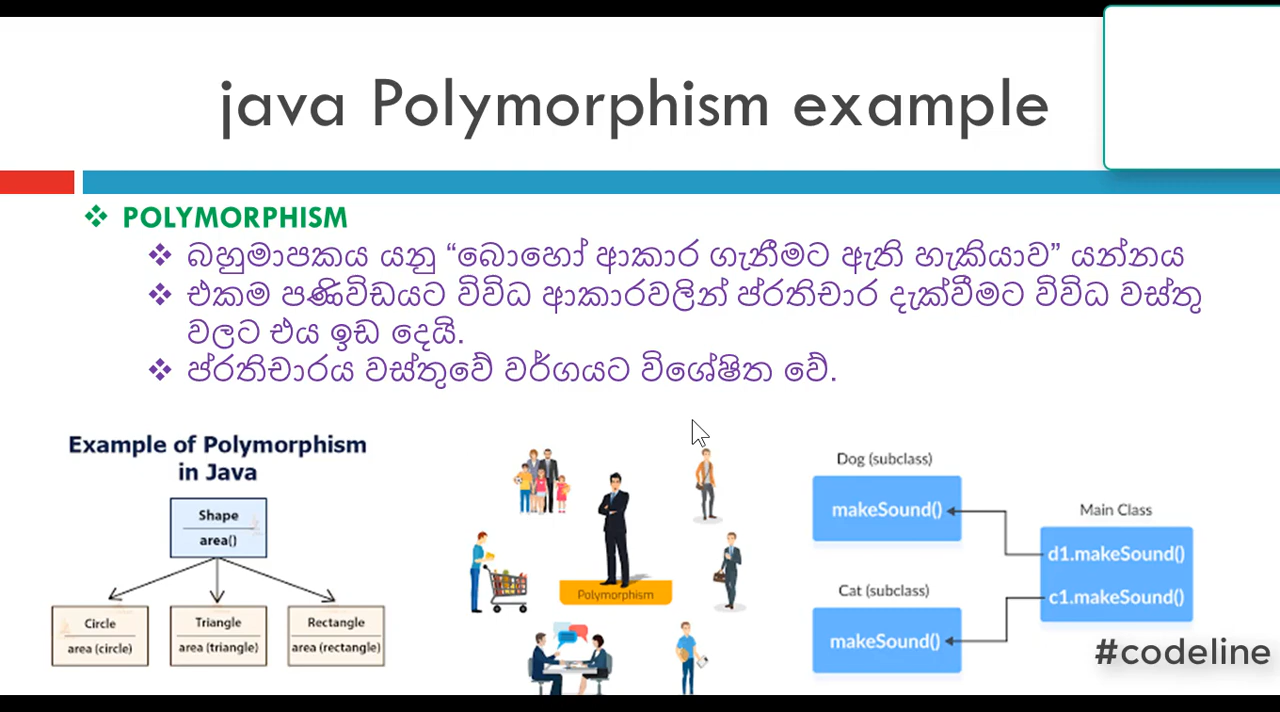 java Polymorphism example
❖ POLYMORPHISM
❖ බහුමාපකය යනු “බොහෝ ආකාර ගැනීමට ඇති හැකියාව” යන්නය
❖ එකම පණිවිඩයට විවිධ ආකාරවලින් ප්රතිචාර දැක්වීමට විවිධ වස්තු
වලට එය ඉඩ දෙයි.
❖ ප්රතිචාරය වස්තුවේ වර්ගයට විශේෂිත වේ.
Example of Polymorphism
in Java
Shape
area()
Circle
area (circle)
Triangle
area (triangle)
Rectangle
area (rectangle)
Polymorphism
Dog (subclass)
makeSound()
Cat (subclass)
makeSound()
Main Class
d1.makeSound()
c1.makeSound()
#codeline